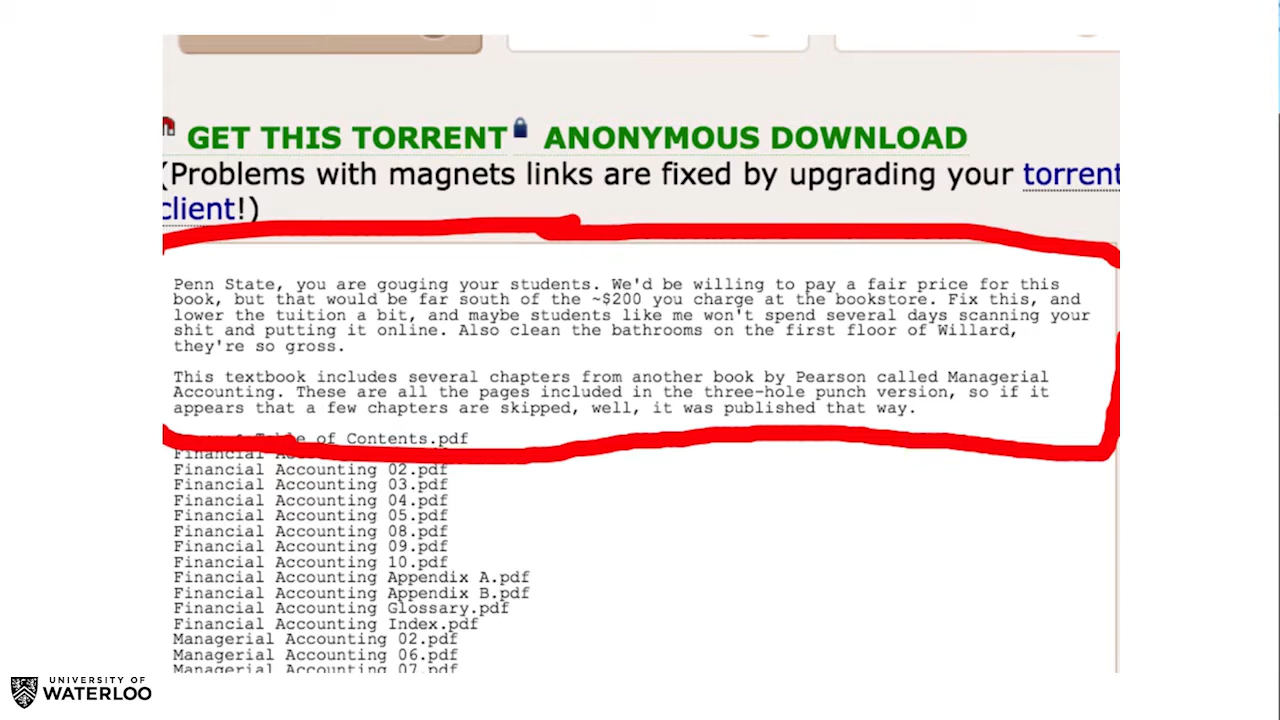 GET THIS TORRENT ANONYMOUS DOWNLOAD
(Problems with magnets links are fixed by upgrading your torrent
client!)
Penn State, you are gouging your students. We'd be willing to pay a fair price for this
book, but that would be far south of the ~$200 you charge at the bookstore. Fix this, and
lower the tuition a bit, and maybe students like me won't spend several days scanning your
shit and putting it online. Also clean the bathrooms on the first floor of Willard,
they're so gross.
This textbook includes several chapters from another book by Pearson called Managerial
Accounting. These are all the pages included in the three-hole punch version, so if it
appears that a few chapters are skipped, well, it was published that way.
Table of Contents.pdf
Financial
Financial Accounting 02.pdf
Financial Accounting 03.pdf
Financial Accounting 04.pdf
Financial Accounting 05.pdf
Financial Accounting 08.pdf
Financial Accounting 09.pdf
Financial Accounting 10.pdf
Financial Accounting Appendix A.pdf
Financial Accounting Appendix B.pdf
Financial Accounting Glossary.pdf
Financial Accounting Index.pdf
Managerial Accounting 02.pdf
Managerial Accounting 06.pdf
Managerial Accounting 07.pdf
UNIVERSITY OF
WATERLOO